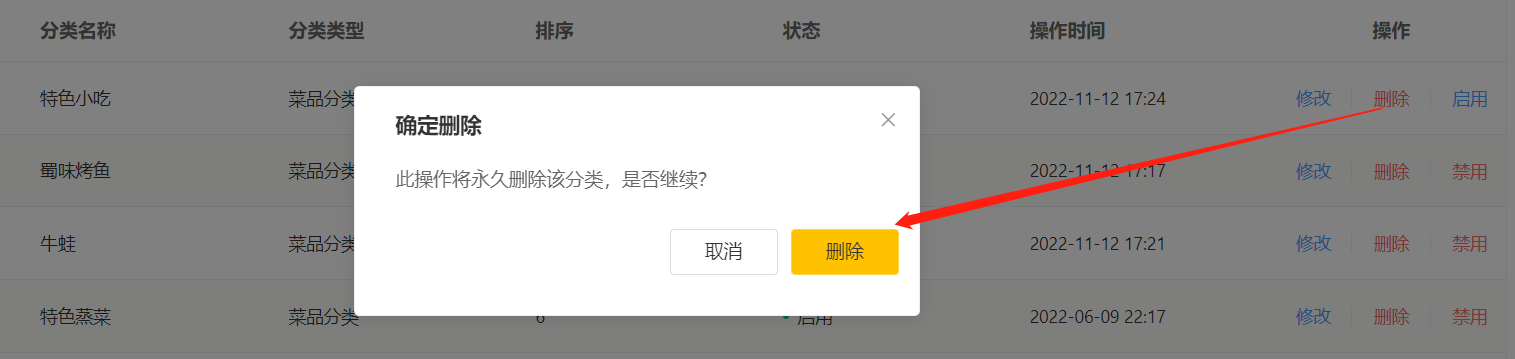 分类名称 分类类型 排序 状态 操作时间 操作
特色小吃 菜品分类 2022-11-12 17:24 修改 删除 启用
确定删除
蜀味烤鱼 菜品分类 2022-11-12 17:17 修改 删除 禁用
此操作将永久删除该分类，是否继续?
牛蛙 菜品分类 2022-11-12 17:21 修改 删除 禁用
取消 删除
特色蒸菜 菜品分类 6 启用 2022-06-09 22:17 修改 删除 禁用